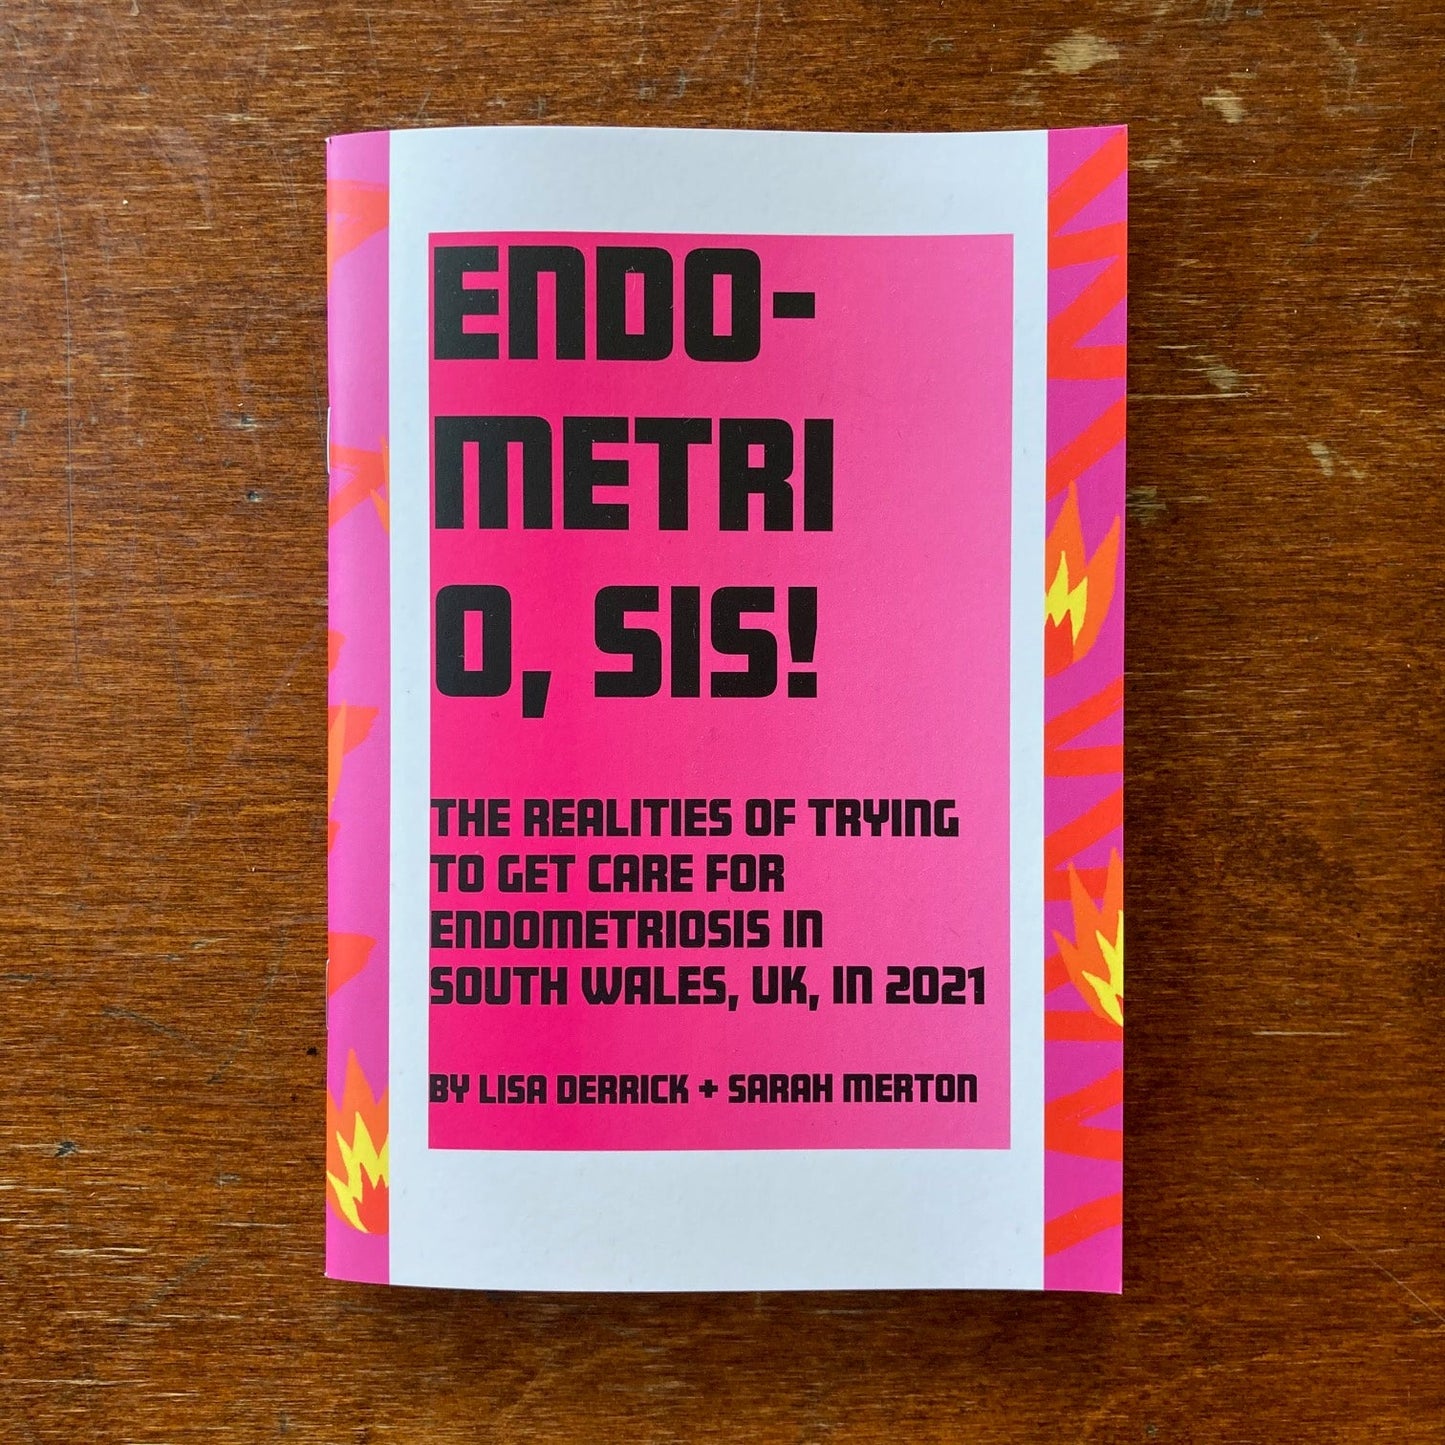 ENDO-
METRI
O, SIS!
THE REALITIES OF TRYING
TO GET CARE FOR
ENDOMETRIOSIS IN
SOUTH WALES, UK, IN 2021
BY LISA DERRICK + SARAH MERTON